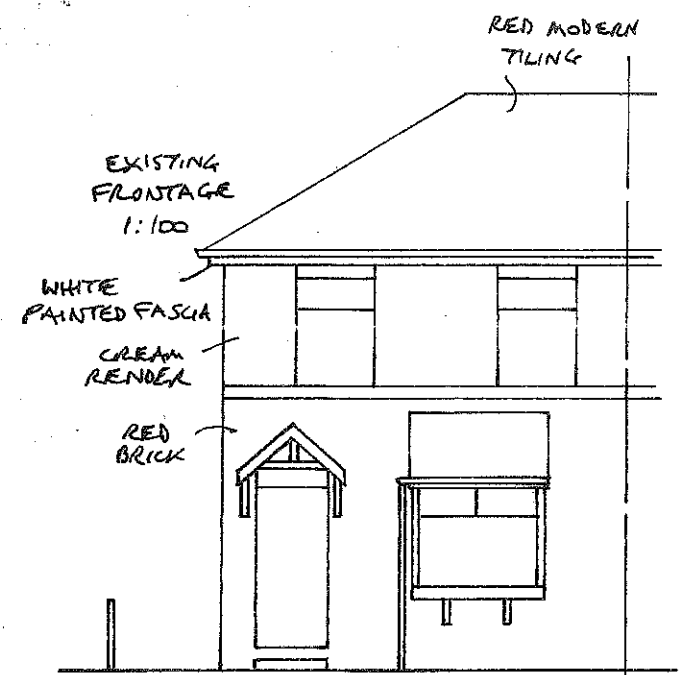 RED MODERN
TILING
EXISTING
FRONTAGE
1:100
WHITE
PAINTED FASCIA
CREAM
RENDER
RED
BRICK